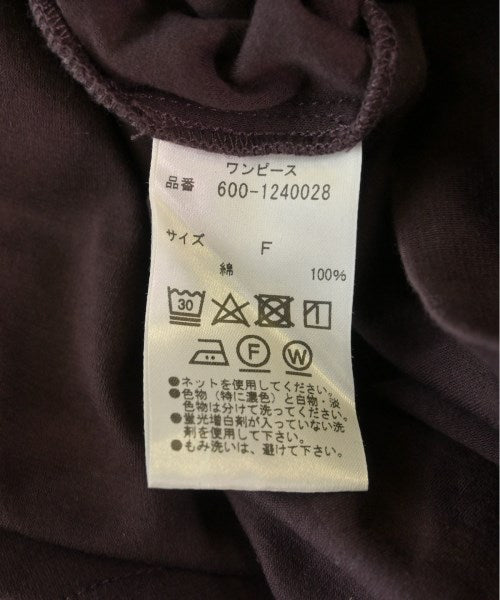 ワンピース
品番 600-1240028
サイズ F
綿 100%
30
F W
●ネットを使用してください。
●色物(特に濃色)と白物・淡
色物は分けて洗ってください。
●蛍光増白剤が入っていない洗
剤を使用して下さい。
●もみ洗いは、避けて下さい。